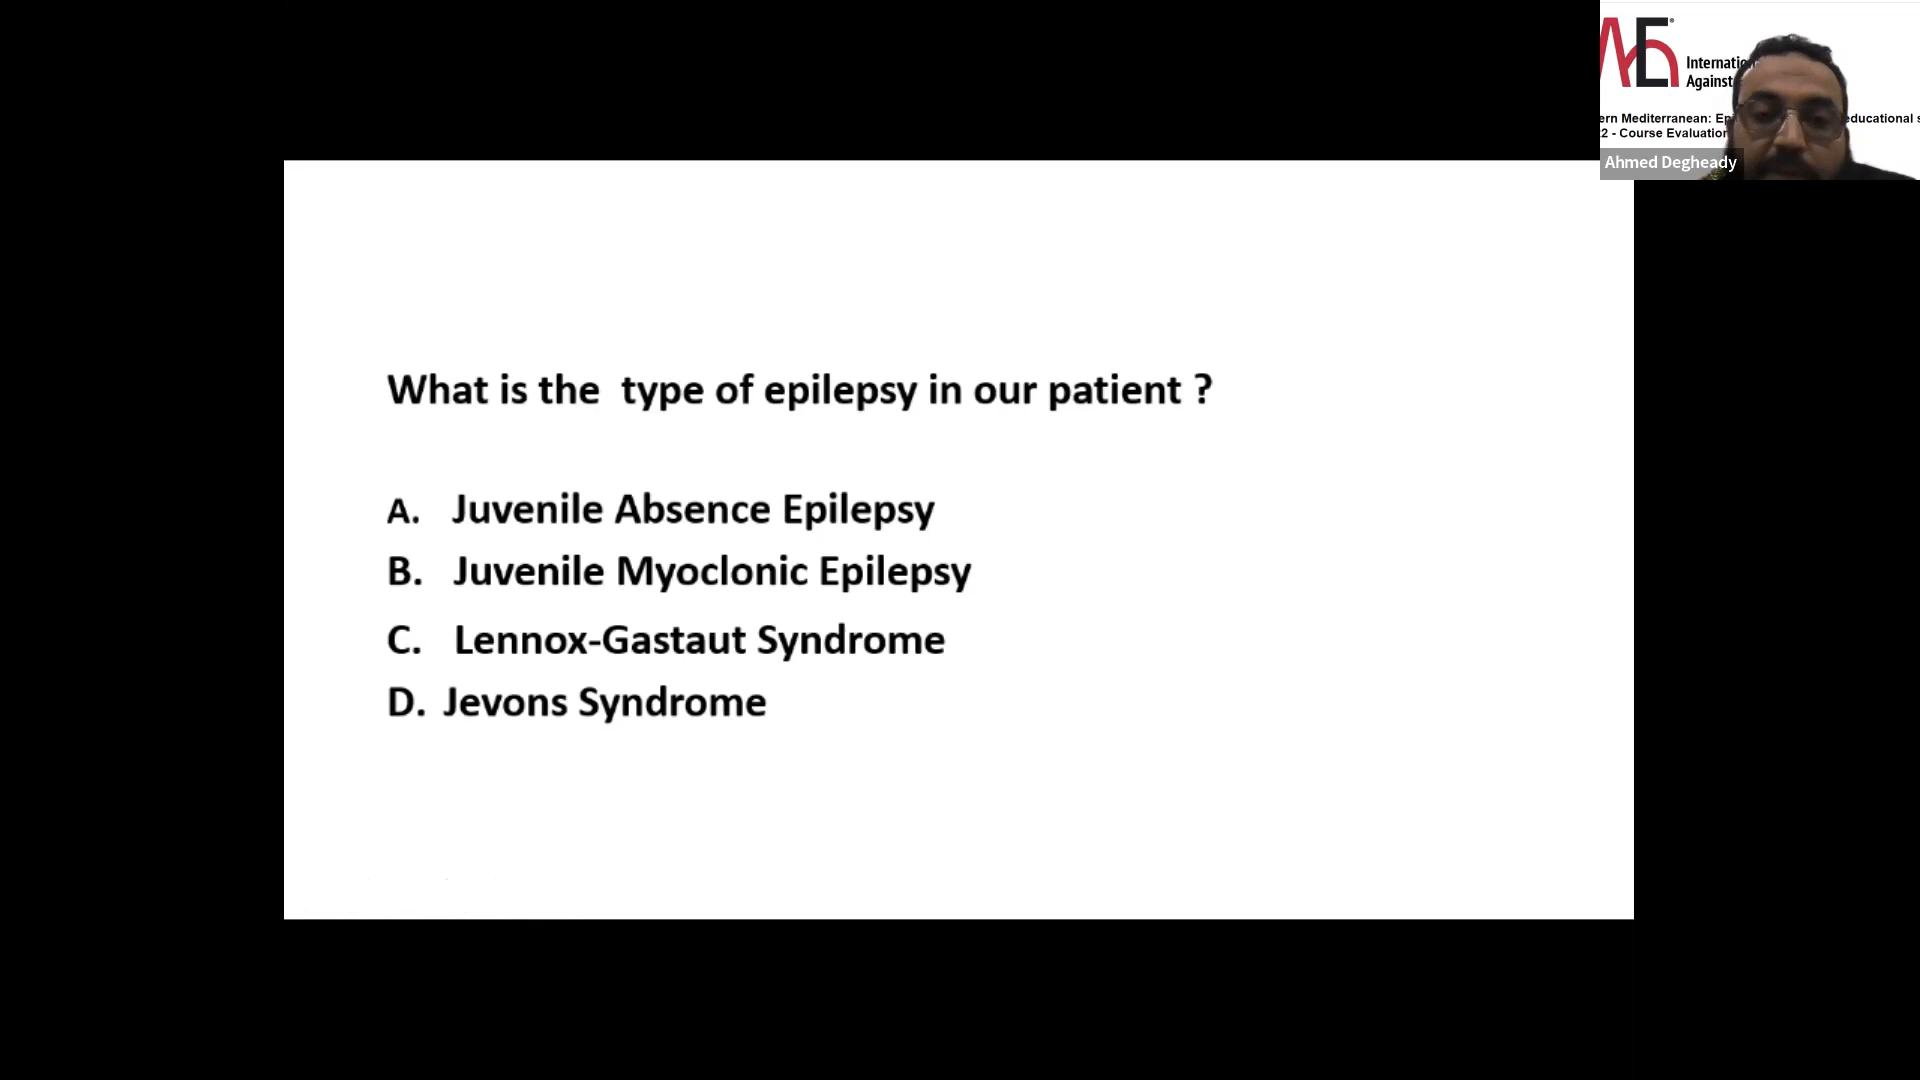 Internatio
Against
ern Mediterranean: Ep educational s
2 - Course Evaluation
Ahmed Degheady
What is the type of epilepsy in our patient ?
A. Juvenile Absence Epilepsy
B. Juvenile Myoclonic Epilepsy
C. Lennox-Gastaut Syndrome
D. Jevons Syndrome